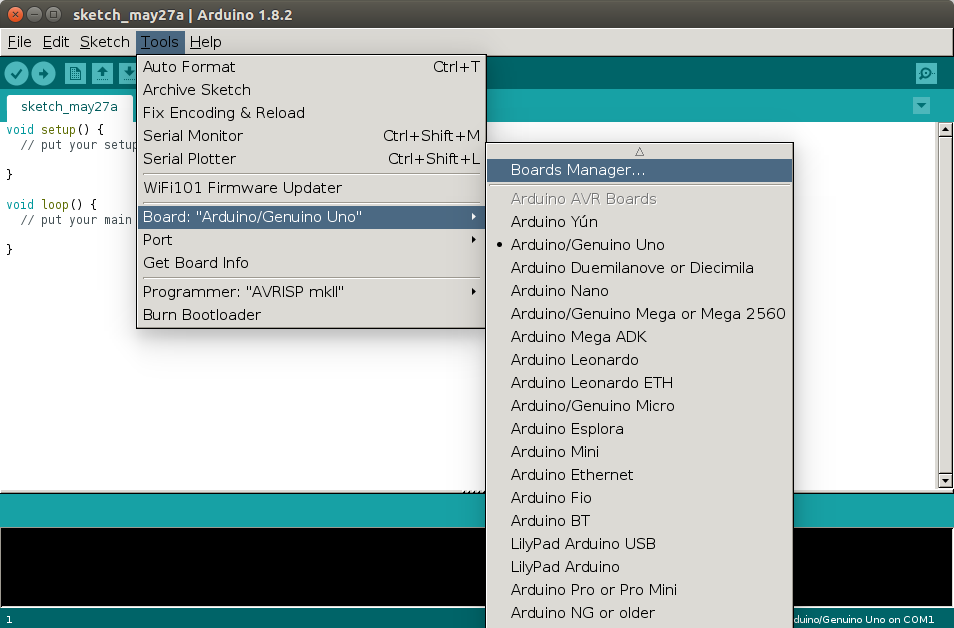 sketch_may27a | Arduino 1.8.2
File Edit Sketch Tools Help
sketch_may27a
void setup() {
// put your setup
}
void loop() {
// put your main
}
Auto Format Ctrl+T
Archive Sketch
Fix Encoding & Reload
Serial Monitor Ctrl+Shift+M
Serial Plotter Ctrl+Shift+L
WiFi101 Firmware Updater
Board: "Arduino/Genuino Uno"
Port
Get Board Info
Programmer: "AVRISP mkII"
Burn Bootloader
Boards Manager...
Arduino AVR Boards
Arduino Yún
Arduino/Genuino Uno
Arduino Duemilanove or Diecimila
Arduino Nano
Arduino/Genuino Mega or Mega 2560
Arduino Mega ADK
Arduino Leonardo
Arduino Leonardo ETH
Arduino/Genuino Micro
Arduino Esplora
Arduino Mini
Arduino Ethernet
Arduino Fio
Arduino BT
LilyPad Arduino USB
LilyPad Arduino
Arduino Pro or Pro Mini
Arduino NG or older
1 duino/Genuino Uno on COM1